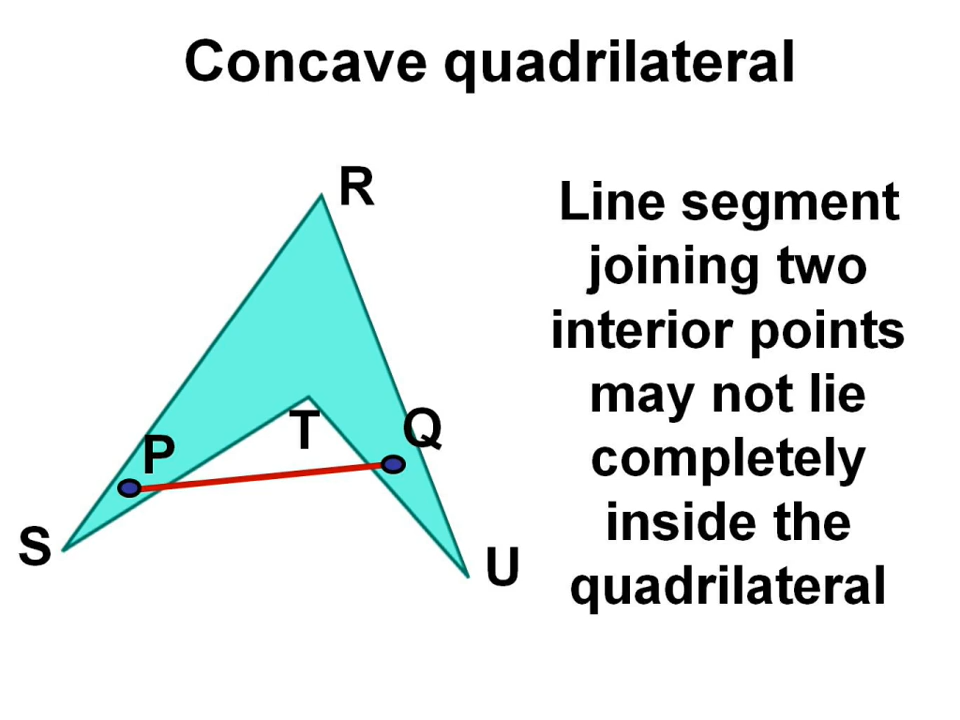 Concave quadrilateral
R
Line segment
joining two
interior points
may not lie
completely
inside the
quadrilateral
T
Q
P
S
U